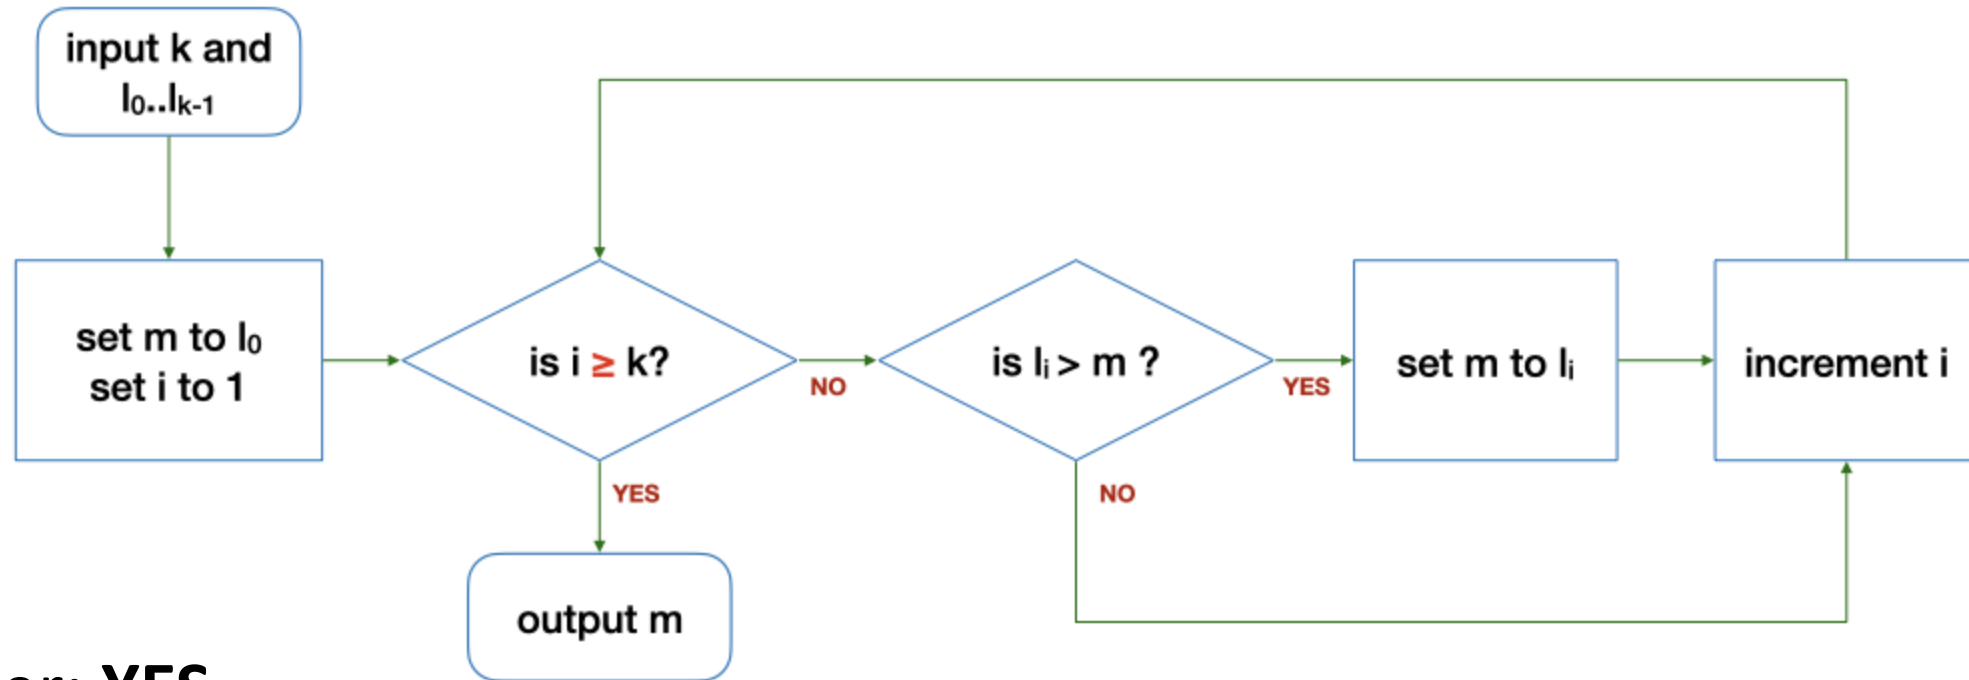 input k and
l₀..lₖ₋₁
set m to l₀
set i to 1
is i ≥ k?
NO
is lᵢ > m ?
YES
set m to lᵢ
increment i
YES
NO
output m
YES